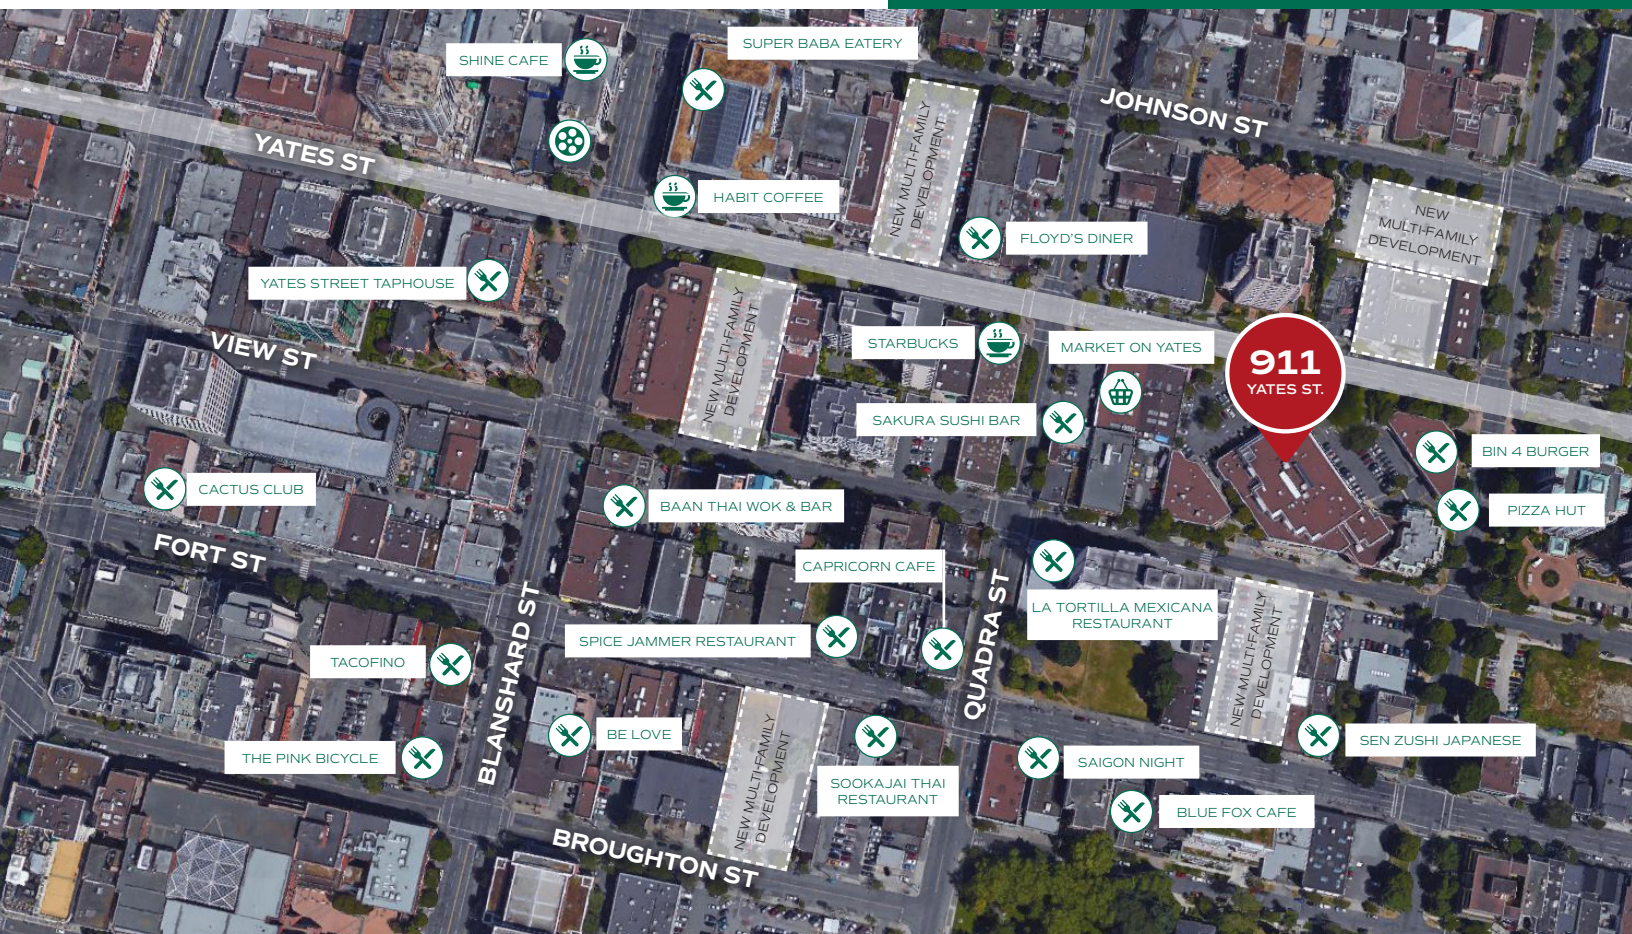 SUPER BABA EATERY
SHINE CAFE
JOHNSON ST
YATES ST
NEW MULTI-FAMILY
DEVELOPMENT
HABIT COFFEE
NEW
MULTI-FAMILY
DEVELOPMENT
FLOYD'S DINER
YATES STREET TAPHOUSE
VIEW ST
NEW MULTI-FAMILY
DEVELOPMENT
STARBUCKS
MARKET ON YATES
911
YATES ST.
SAKURA SUSHI BAR
BIN 4 BURGER
CACTUS CLUB
BAAN THAI WOK & BAR
PIZZA HUT
FORT ST
CAPRICORN CAFE
BLANSHARD ST
QUADRA ST
LA TORTILLA MEXICANA
RESTAURANT
NEW MULTI-FAMILY
DEVELOPMENT
SPICE JAMMER RESTAURANT
TACOFINO
BE LOVE
SEN ZUSHI JAPANESE
THE PINK BICYCLE
NEW MULTI-FAMILY
DEVELOPMENT
SOOKAJAI THAI
RESTAURANT
SAIGON NIGHT
BLUE FOX CAFE
BROUGHTON ST